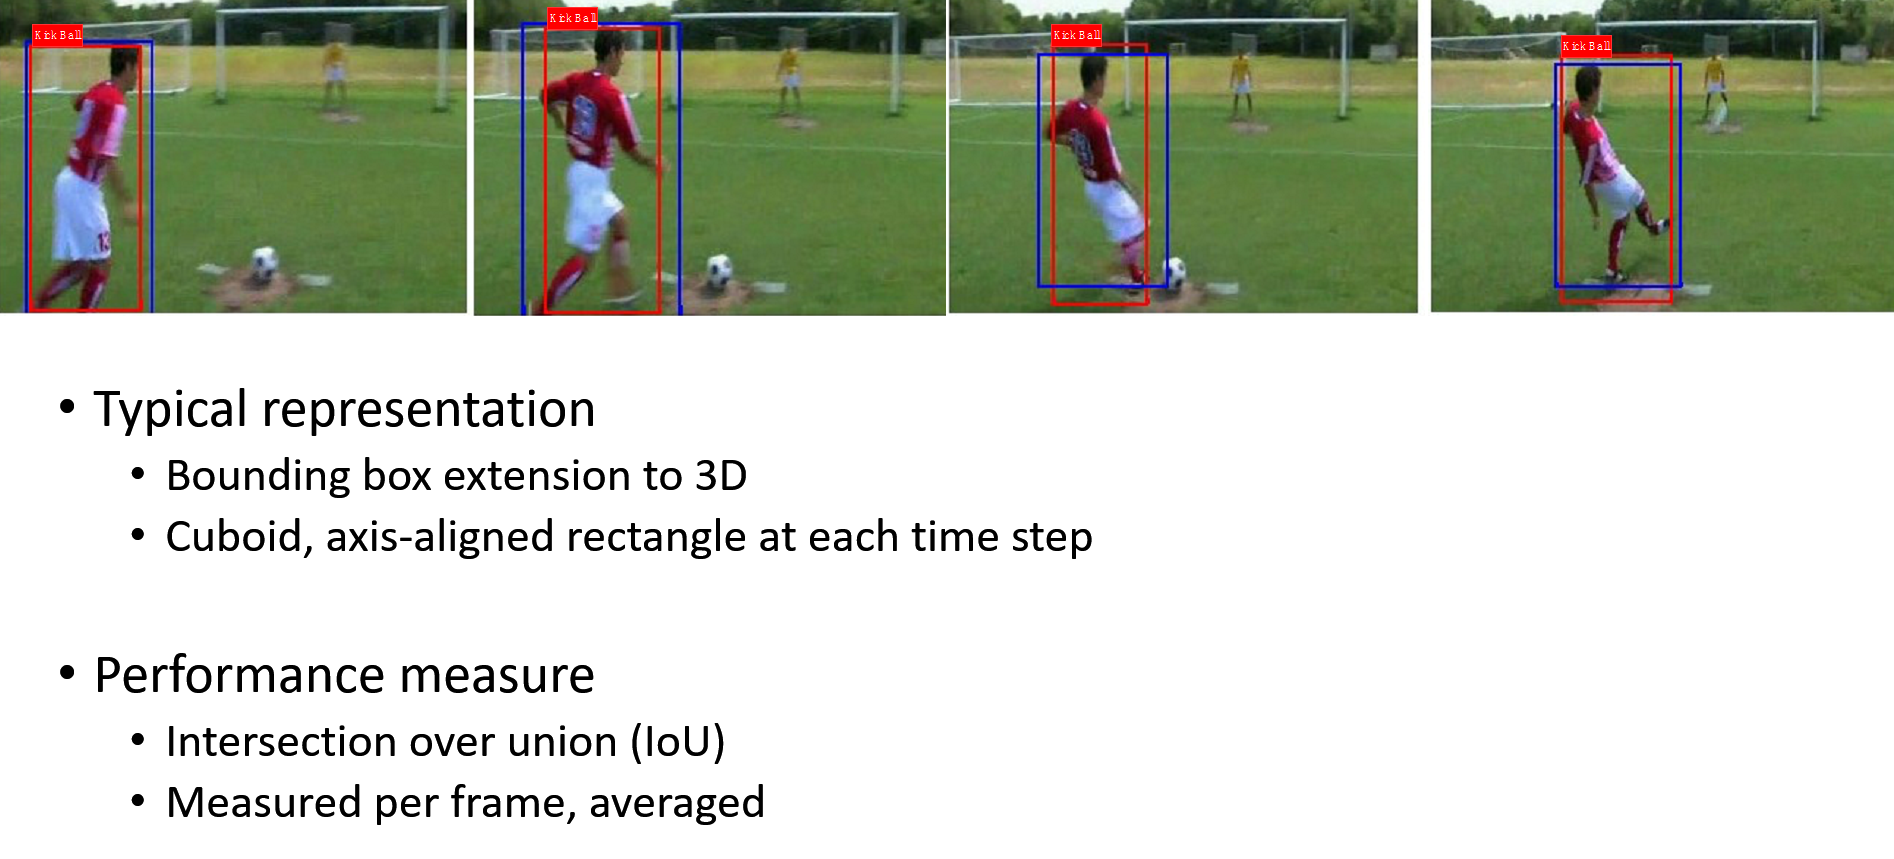 Kick Ball
Kick Ball
Kick Ball
Kick Ball
• Typical representation
• Bounding box extension to 3D
• Cuboid, axis-aligned rectangle at each time step
• Performance measure
• Intersection over union (IoU)
• Measured per frame, averaged